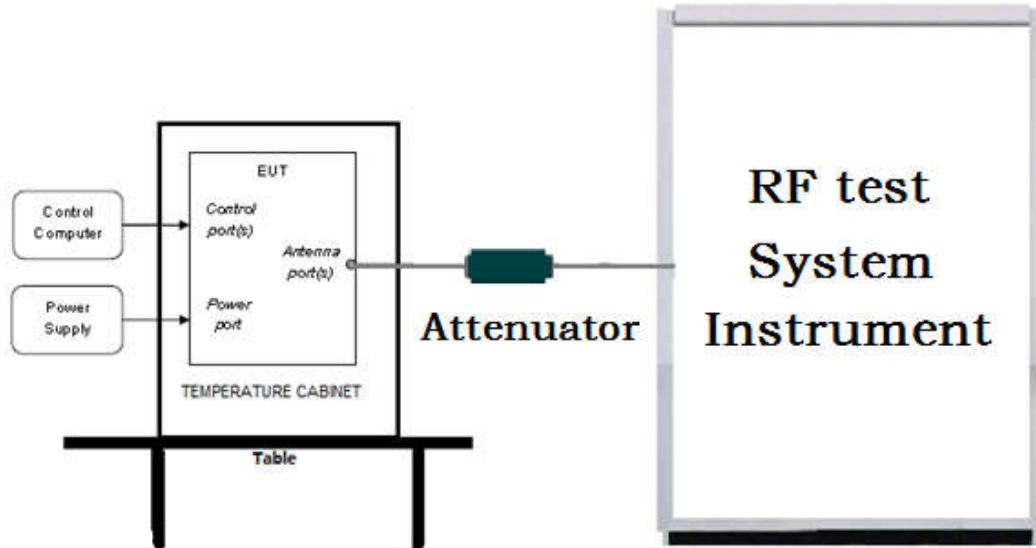 Control
Computer
Power
Supply
EUT
Control
port(s)
Antenna
port(s)
Power
port
TEMPERATURE CABINET
Table
Attenuator
RF test
System
Instrument